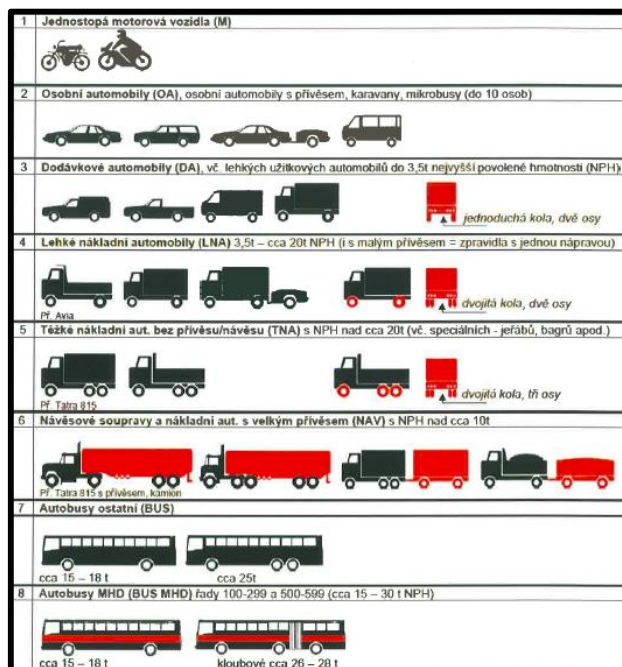 1 Jednostopá motorová vozidla (M)
2 Osobní automobily (OA), osobní automobily s přívěsem, karavany, mikrobusy (do 10 osob)
3 Dodávkové automobily (DA), vč. lehkých užitkových automobilů do 3,5t nejvyšší povolené hmotnosti (NPH)
jednoduchá kola, dvě osy
4 Lehké nákladní automobily (LNA) 3,5t – cca 20t NPH (i s malým přívěsem = zpravidla s jednou nápravou)
Př. Avia
dvojitá kola, dvě osy
5 Těžké nákladní aut. bez přívěsu/návěsu (TNA) s NPH nad cca 20t (vč. speciálních - jeřábů, bagrů apod.)
Př. Tatra 815
dvojitá kola, tři osy
6 Návěsové soupravy a nákladní aut. s velkým přívěsem (NAV) s NPH nad cca 10t
Př. Tatra 815 s přívěsem, kamion
7 Autobusy ostatní (BUS)
cca 15 – 18 t cca 25t
8 Autobusy MHD (BUS MHD) řady 100-299 a 500-599 (cca 15 – 30 t NPH)
cca 15 – 18 t kloubové cca 26 – 28 t